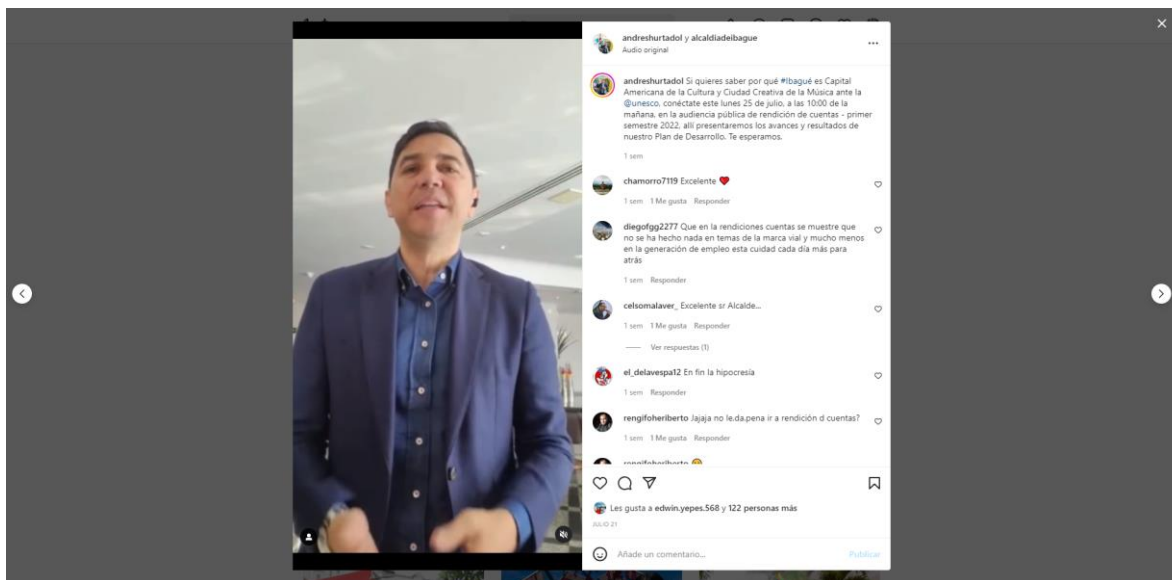 andreshurtadol y alcaldiadeibague
Audio original
andreshurtadol Si quieres saber por qué #Ibagué es Capital
Americana de la Cultura y Ciudad Creativa de la Música ante la
@unesco, conéctate este lunes 25 de julio, a las 10:00 de la
mañana, en la audiencia pública de rendición de cuentas - primer
semestre 2022, allí presentaremos los avances y resultados de
nuestro Plan de Desarrollo. Te esperamos.
1 sem
chamorro7119 Excelente ❤️
1 sem 1 Me gusta Responder
diegofgg2277 Que en la rendiciones cuentas se muestre que
no se ha hecho nada en temas de la marca vial y mucho menos
en la generación de empleo esta cuidad cada día más para
atrás
1 sem Responder
celsomalaver_ Excelente sr Alcalde...
1 sem 1 Me gusta Responder
Ver respuestas (1)
el_delavespa12 En fin la hipocresía
1 sem Responder
rengifoheriberto Jajaja no le.da.pena ir a rendición d cuentas?
1 sem 1 Me gusta Responder
rengifoheriberto
Les gusta a edwin.yepes.568 y 122 personas más
JULIO 21
Añade un comentario...
Publicar